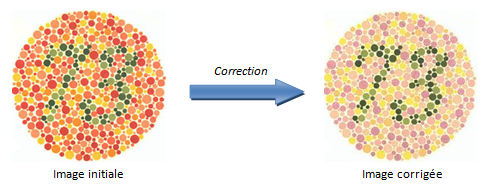 73
73
Correction
Image initiale
Image corrigée